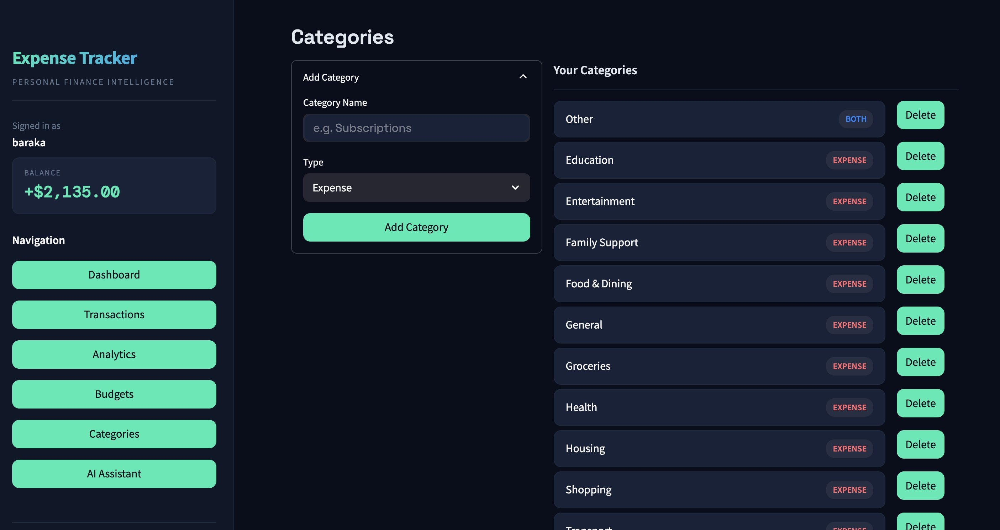 Expense Tracker
PERSONAL FINANCE INTELLIGENCE
Signed in as
baraka
BALANCE
+$2,135.00
Navigation
Dashboard
Transactions
Analytics
Budgets
Categories
AI Assistant
Categories
Add Category
Category Name
e.g. Subscriptions
Type
Expense
Add Category
Your Categories
Other BOTH Delete
Education EXPENSE Delete
Entertainment EXPENSE Delete
Family Support EXPENSE Delete
Food & Dining EXPENSE Delete
General EXPENSE Delete
Groceries EXPENSE Delete
Health EXPENSE Delete
Housing EXPENSE Delete
Shopping EXPENSE Delete
Transport EXPENSE Delete